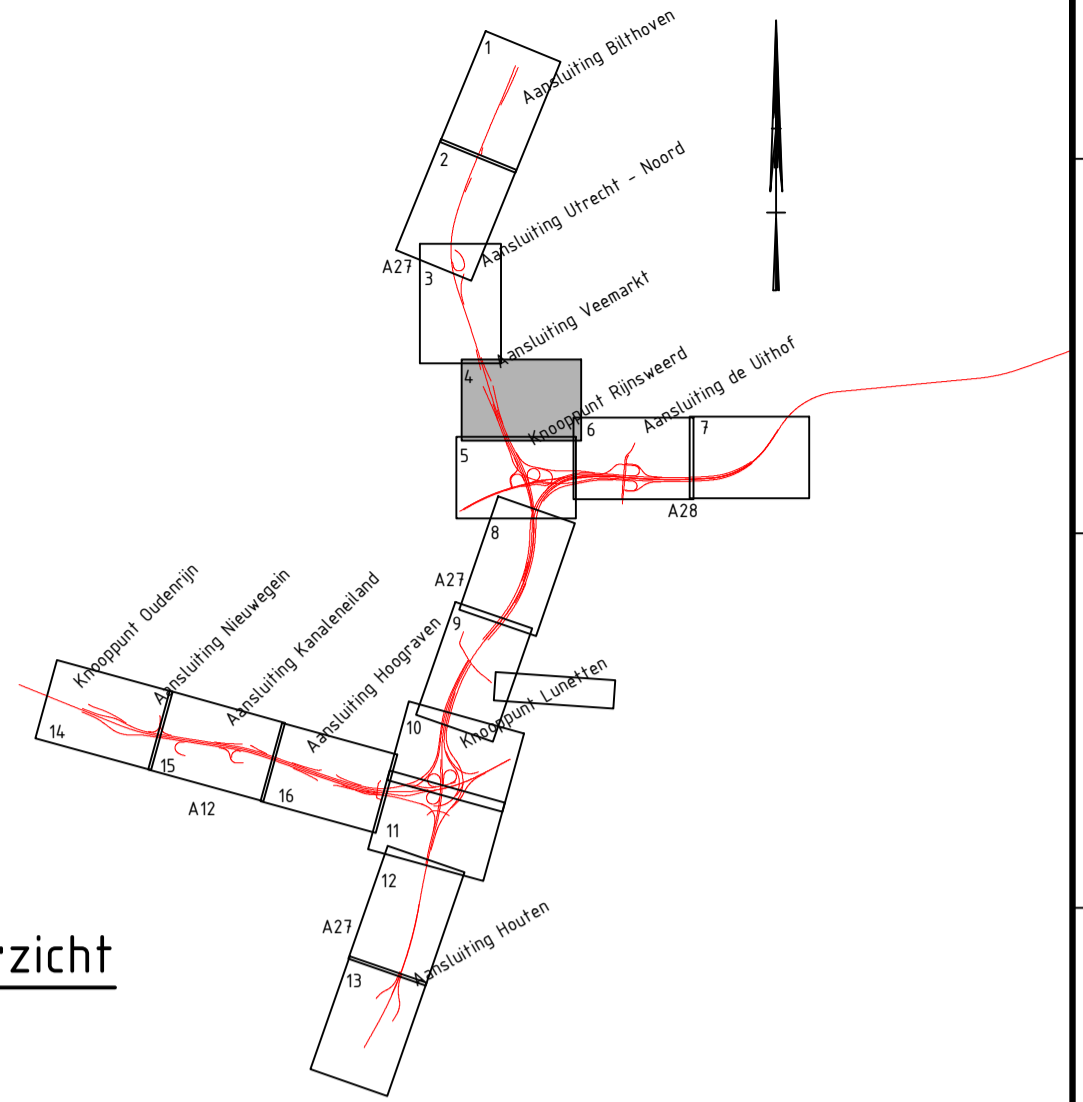 1
Aansluiting Bilthoven
2
Aansluiting Utrecht - Noord
A27
3
Aansluiting Veemarkt
4
Knooppunt Rijnsweerd
Aansluiting de Uithof
5
6
7
A28
8
A27
9
Knooppunt Oudenrijn
Aansluiting Nieuwegein
Aansluiting Kanaleneiland
Aansluiting Hoograven
Knooppunt Lunetten
10
14
15
16
A12
11
12
A27
Aansluiting Houten
13
rzicht